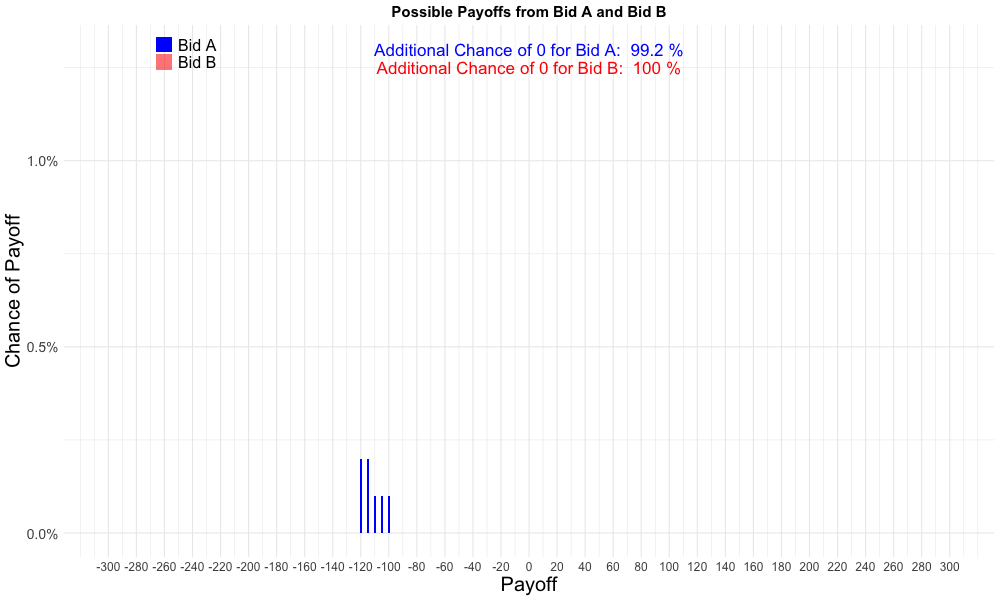 Possible Payoffs from Bid A and Bid B
Bid A
Bid B
Additional Chance of 0 for Bid A:  99.2 %
Additional Chance of 0 for Bid B:  100 %
Chance of Payoff
1.0%
0.5%
0.0%
-300 -280 -260 -240 -220 -200 -180 -160 -140 -120 -100 -80 -60 -40 -20 0 20 40 60 80 100 120 140 160 180 200 220 240 260 280 300
Payoff